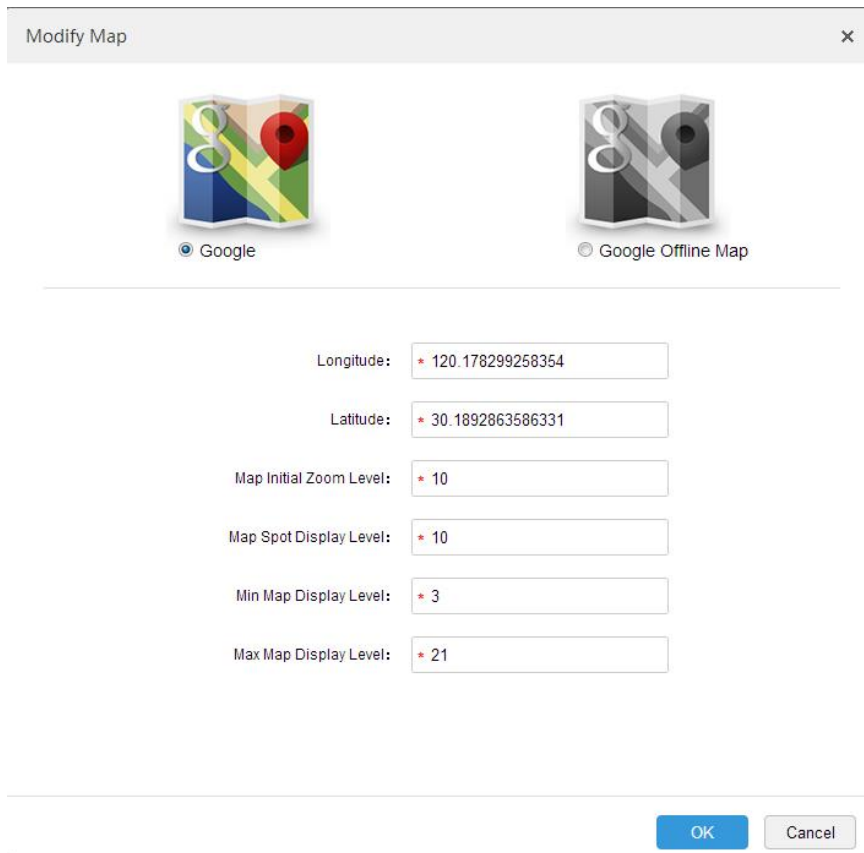 Modify Map ×
g g
Google Google Offline Map
Longitude: * 120.178299258354
Latitude: * 30.1892863586331
Map Initial Zoom Level: * 10
Map Spot Display Level: * 10
Min Map Display Level: * 3
Max Map Display Level: * 21
OK Cancel